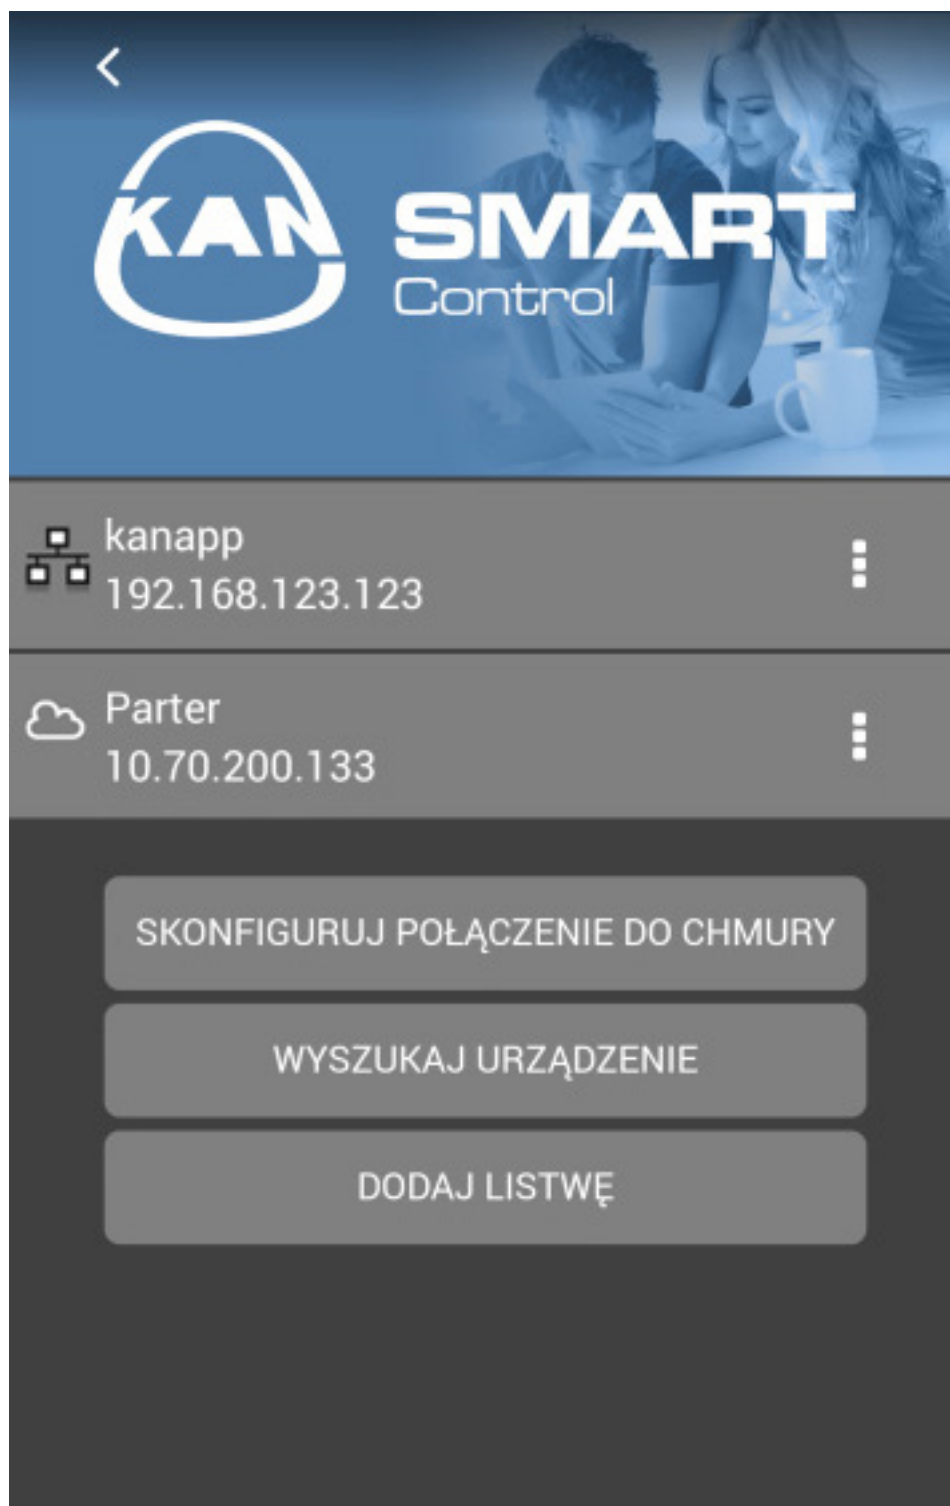 KAN SMART
Control
kanapp
192.168.123.123
Parter
10.70.200.133
SKONFIGURUJ POŁĄCZENIE DO CHMURY
WYSZUKAJ URZĄDZENIE
DODAJ LISTWĘ